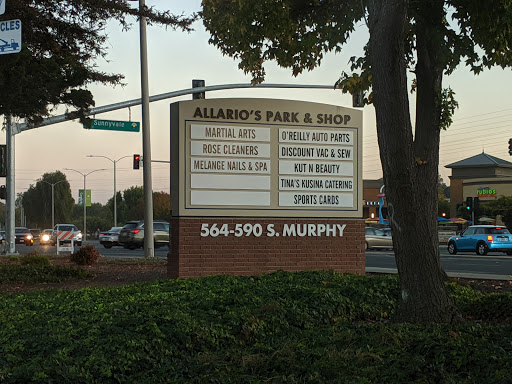 Sunnyvale
ALLARIO'S PARK & SHOP
MARTIAL ARTS
ROSE CLEANERS
MELANGE NAILS & SPA
O'REILLY AUTO PARTS
DISCOUNT VAC & SEW
KUT N BEAUTY
TINA'S KUSINA CATERING
SPORTS CARDS
564-590 S. MURPHY